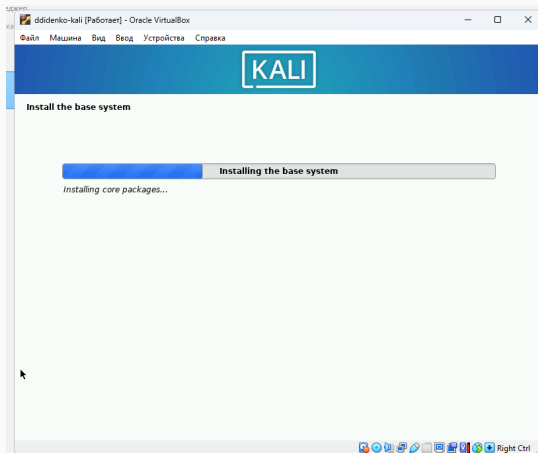 ddidenko-kali [Работает] - Oracle VirtualBox
Файл Машина Вид Ввод Устройства Справка
KALI
Install the base system
Installing the base system
Installing core packages...
Right Ctrl